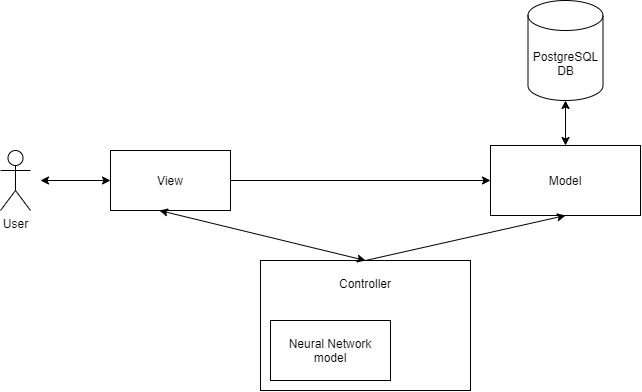 PostgreSQL
DB
View
Model
User
Controller
Neural Network
model